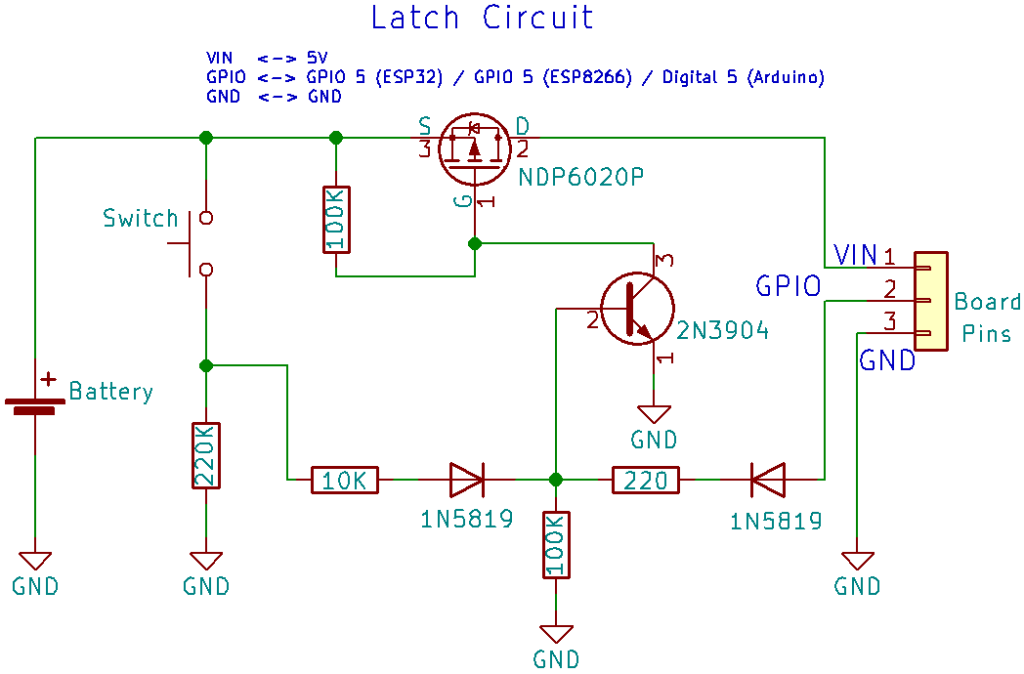 Latch Circuit
VIN <-> 5V
GPIO <-> GPIO 5 (ESP32) / GPIO 5 (ESP8266) / Digital 5 (Arduino)
GND <-> GND
S D
3 2
NDP6020P
G 1
100K
Switch
3
2
2N3904
1
GND
VIN 1
GPIO 2
3
GND
Board
Pins
+
Battery
220K
10K
1N5819
220
1N5819
100K
GND
GND
GND
GND